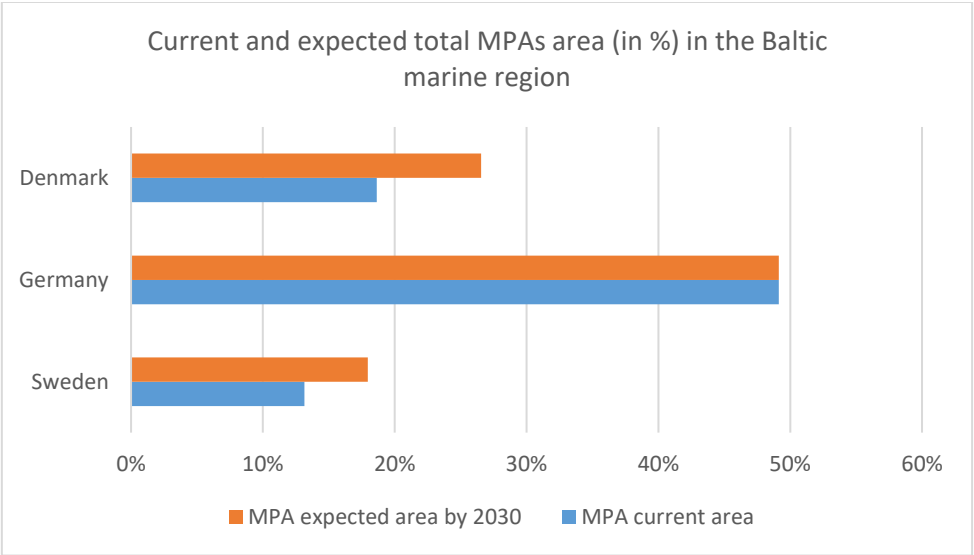 Current and expected total MPAs area (in %) in the Baltic
marine region
Denmark
Germany
Sweden
0% 10% 20% 30% 40% 50% 60%
MPA expected area by 2030 MPA current area